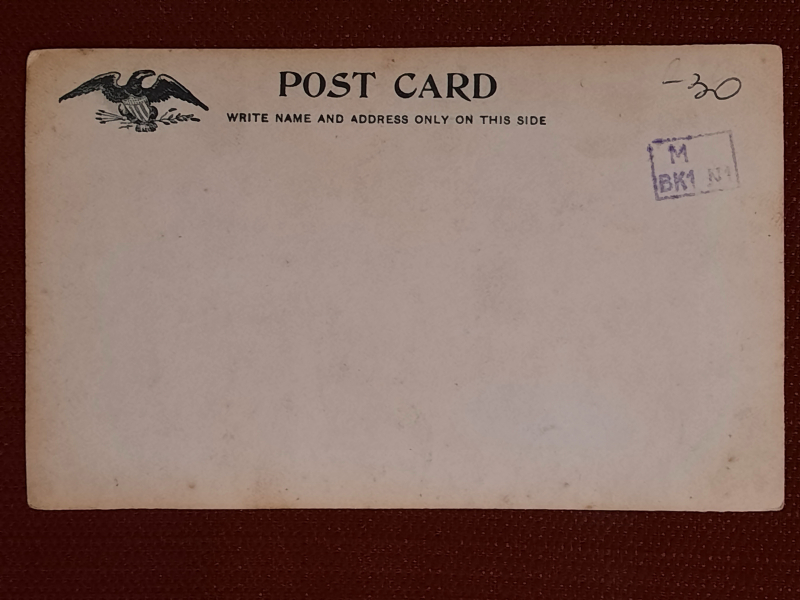 POST CARD
WRITE NAME AND ADDRESS ONLY ON THIS SIDE
-30
M
BK1 N1